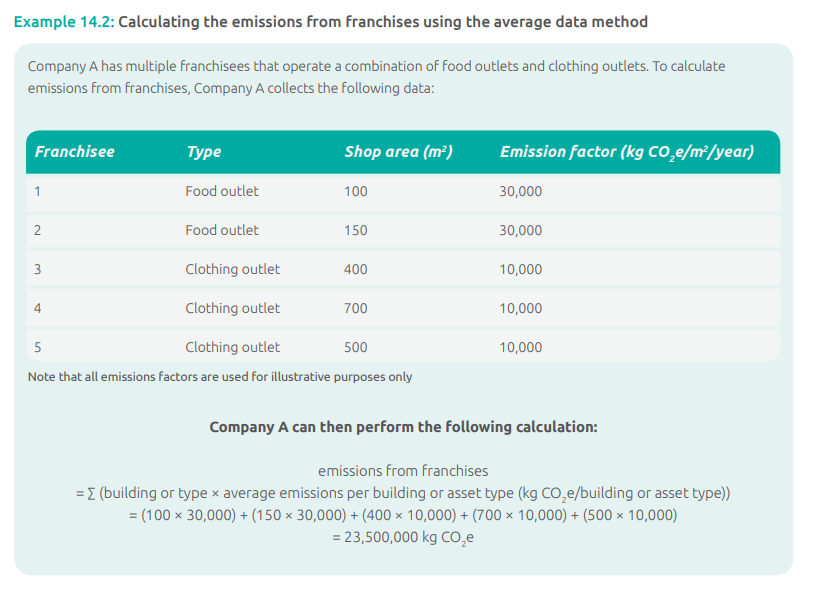 Example 14.2: Calculating the emissions from franchises using the average data method
Company A has multiple franchisees that operate a combination of food outlets and clothing outlets. To calculate
emissions from franchises, Company A collects the following data:
Franchisee Type Shop area (m²) Emission factor (kg CO₂e/m²/year)
1 Food outlet 100 30,000
2 Food outlet 150 30,000
3 Clothing outlet 400 10,000
4 Clothing outlet 700 10,000
5 Clothing outlet 500 10,000
Note that all emissions factors are used for illustrative purposes only
Company A can then perform the following calculation:
emissions from franchises
= Σ (building or type × average emissions per building or asset type (kg CO₂e/building or asset type))
= (100 × 30,000) + (150 × 30,000) + (400 × 10,000) + (700 × 10,000) + (500 × 10,000)
= 23,500,000 kg CO₂e